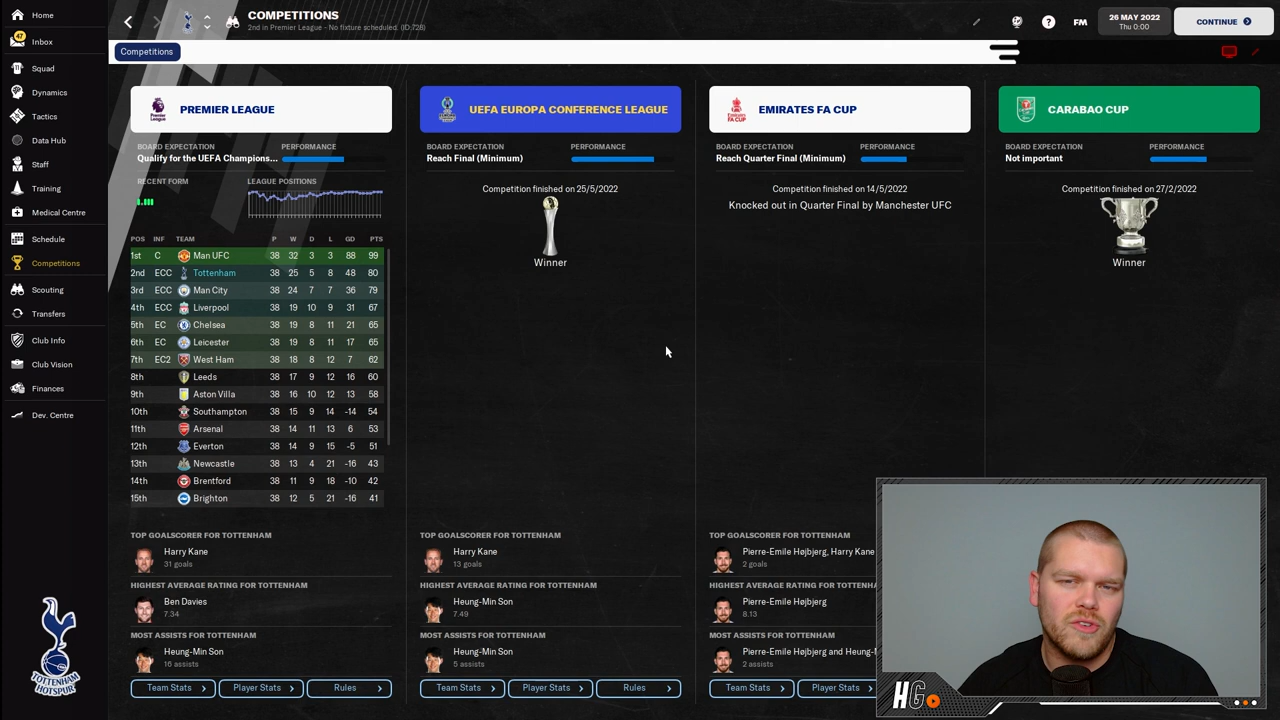 Home
47
Inbox
Squad
Dynamics
Tactics
Data Hub
Staff
Training
Medical Centre
Schedule
Competitions
Scouting
Transfers
Club Info
Club Vision
Finances
Dev. Centre
TOTTENHAM
HOTSPUR
COMPETITIONS
2nd in Premier League - No fixture scheduled. (ID:728)
?
FM
26 MAY 2022
Thu 0:00
CONTINUE
Competitions
Premier League
PREMIER LEAGUE
BOARD EXPECTATION
PERFORMANCE
Qualify for the UEFA Champions...
RECENT FORM
LEAGUE POSITIONS
POS INF TEAM P W D L GD PTS
1st C Man UFC 38 32 3 3 88 99
2nd ECC Tottenham 38 25 5 8 48 80
3rd ECC Man City 38 24 7 7 36 79
4th ECC Liverpool 38 19 10 9 31 67
5th EC Chelsea 38 19 8 11 21 65
6th EC Leicester 38 19 8 11 17 65
7th EC2 West Ham 38 18 8 12 7 62
8th Leeds 38 17 9 12 16 60
9th Aston Villa 38 16 10 12 13 58
10th Southampton 38 15 9 14 -14 54
11th Arsenal 38 14 11 13 6 53
12th Everton 38 14 9 15 -5 51
13th Newcastle 38 13 4 21 -16 43
14th Brentford 38 11 9 18 -10 42
15th Brighton 38 12 5 21 -16 41
TOP GOALSCORER FOR TOTTENHAM
Harry Kane
31 goals
HIGHEST AVERAGE RATING FOR TOTTENHAM
Ben Davies
7.34
MOST ASSISTS FOR TOTTENHAM
Heung-Min Son
16 assists
Team Stats
Player Stats
Rules
UEFA EUROPA CONFERENCE LEAGUE
BOARD EXPECTATION
PERFORMANCE
Reach Final (Minimum)
Competition finished on 25/5/2022
Winner
TOP GOALSCORER FOR TOTTENHAM
Harry Kane
13 goals
HIGHEST AVERAGE RATING FOR TOTTENHAM
Heung-Min Son
7.49
MOST ASSISTS FOR TOTTENHAM
Heung-Min Son
5 assists
Team Stats
Player Stats
Rules
Emirates
FA CUP
EMIRATES FA CUP
BOARD EXPECTATION
PERFORMANCE
Reach Quarter Final (Minimum)
Competition finished on 14/5/2022
Knocked out in Quarter Final by Manchester UFC
TOP GOALSCORER FOR TOTTENHAM
Pierre-Emile Højbjerg, Harry Kane
2 goals
HIGHEST AVERAGE RATING FOR TOTTENHA
Pierre-Emile Højbjerg
8.13
MOST ASSISTS FOR TOTTENHAM
Pierre-Emile Højbjerg and Heung-M
2 assists
Team Stats
Player Stats
CARABAO CUP
BOARD EXPECTATION
PERFORMANCE
Not important
Competition finished on 27/2/2022
Winner
HG